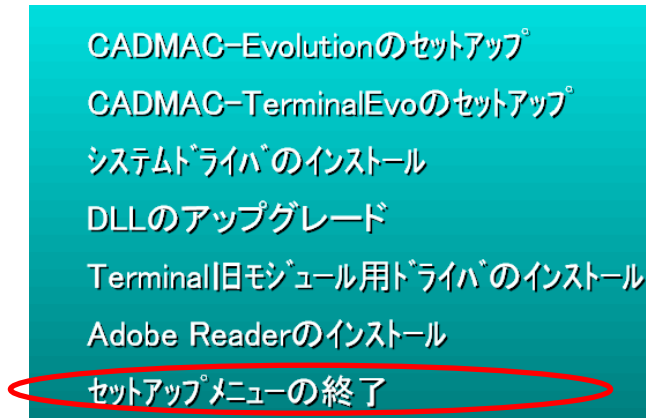 CADMAC-Evolutionのｾｯﾄｱｯﾌﾟ
CADMAC-TerminalEvoのｾｯﾄｱｯﾌﾟ
ｼｽﾃﾑﾄﾞﾗｲﾊﾞのｲﾝｽﾄｰﾙ
DLLのアップグレード
Terminal旧ﾓｼﾞｭｰﾙ用ﾄﾞﾗｲﾊﾞのｲﾝｽﾄｰﾙ
Adobe Readerのｲﾝｽﾄｰﾙ
ｾｯﾄｱｯﾌﾟﾒﾆｭｰの終了